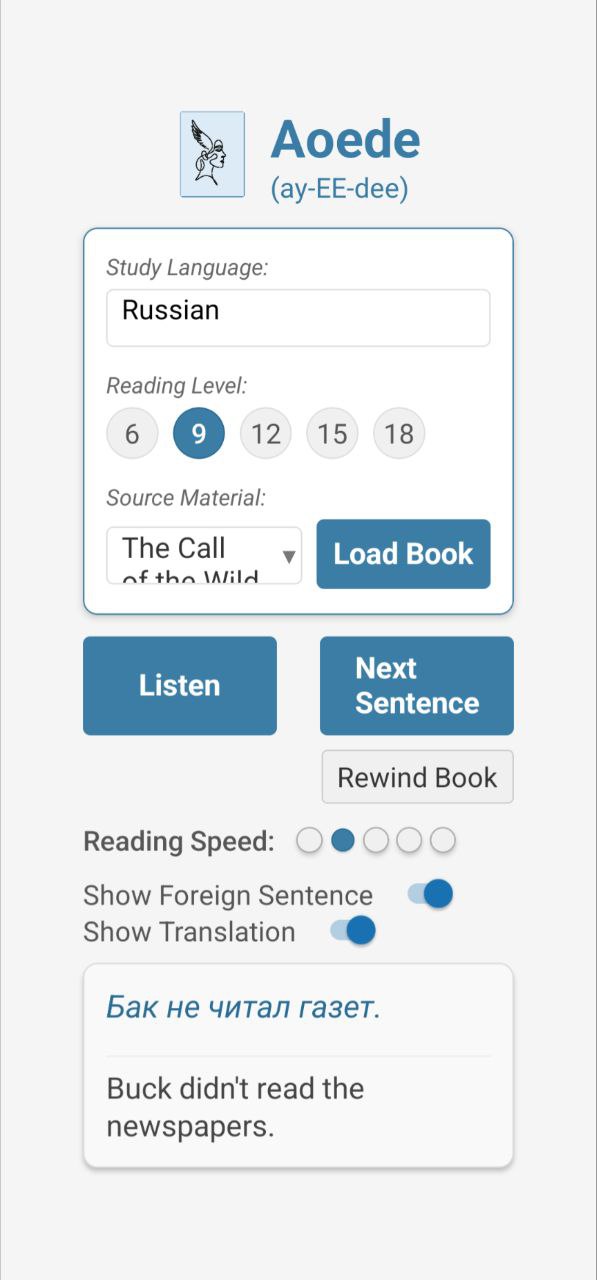 Aoede
(ay-EE-dee)
Study Language:
Russian
Reading Level:
6 9 12 15 18
Source Material:
The Call
of the Wild
Load Book
Listen
Next
Sentence
Rewind Book
Reading Speed:
Show Foreign Sentence
Show Translation
Бак не читал газет.
Buck didn't read the
newspapers.